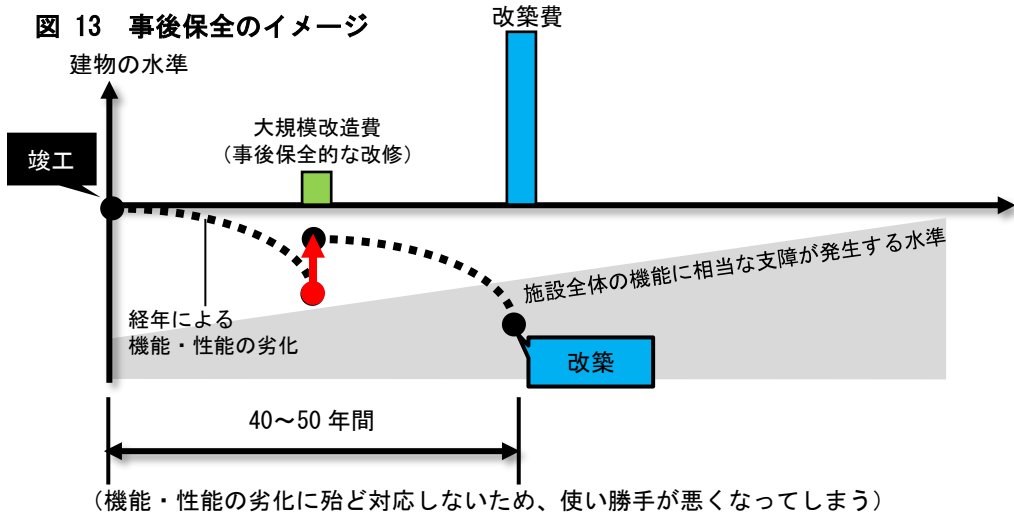 図 13 事後保全のイメージ
改築費
建物の水準
大規模改造費
（事後保全的な改修）
竣工
施設全体の機能に相当な支障が発生する水準
経年による
機能・性能の劣化
改築
40～50 年間
（機能・性能の劣化に殆ど対応しないため、使い勝手が悪くなってしまう）